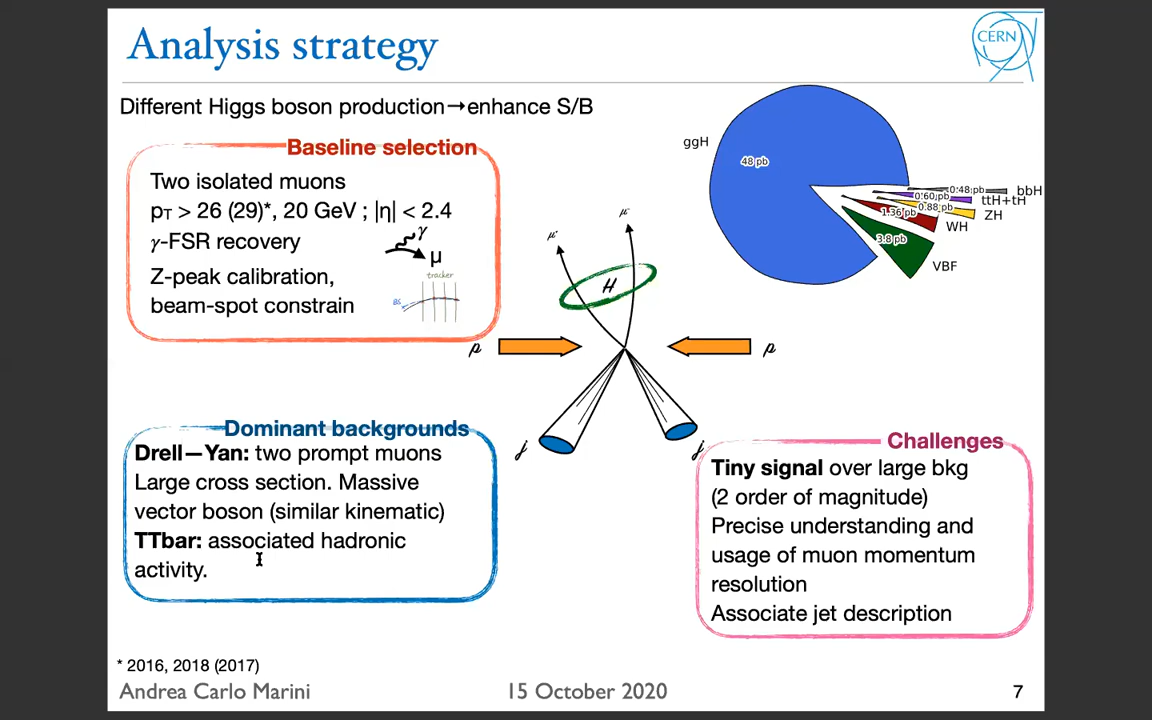 Analysis strategy
CERN
Different Higgs boson production→enhance S/B
Baseline selection
Two isolated muons
pT > 26 (29)*, 20 GeV ; |η| < 2.4
γ-FSR recovery
γ
μ
Z-peak calibration,
beam-spot constrain
tracker
BS
ggH
48 pb
0.48 pb
bbH
0.60 pb
ttH+tH
0.88 pb
ZH
1.36 pb
WH
3.8 pb
VBF
μ-
μ-
H
p
p
j
j
Dominant backgrounds
Drell—Yan: two prompt muons
Large cross section. Massive
vector boson (similar kinematic)
TTbar: associated hadronic
activity.
Challenges
Tiny signal over large bkg
(2 order of magnitude)
Precise understanding and
usage of muon momentum
resolution
Associate jet description
* 2016, 2018 (2017)
Andrea Carlo Marini
15 October 2020
7